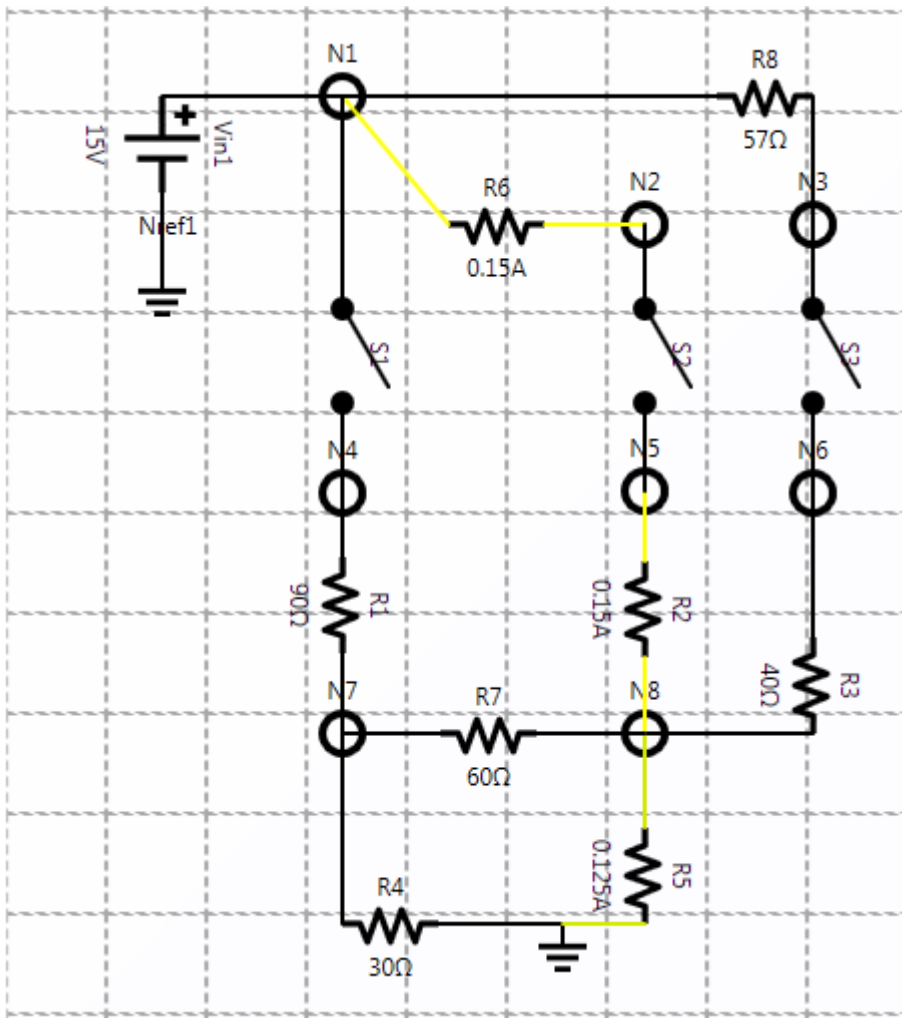 N1
R8
57Ω
+
Vin1
15V
R6
N2
N3
0.15A
Nref1
S1
S2
S3
N4
N5
N6
R1
90Ω
R2
0.15A
R3
40Ω
N7
R7
N8
60Ω
R5
0.125A
R4
30Ω